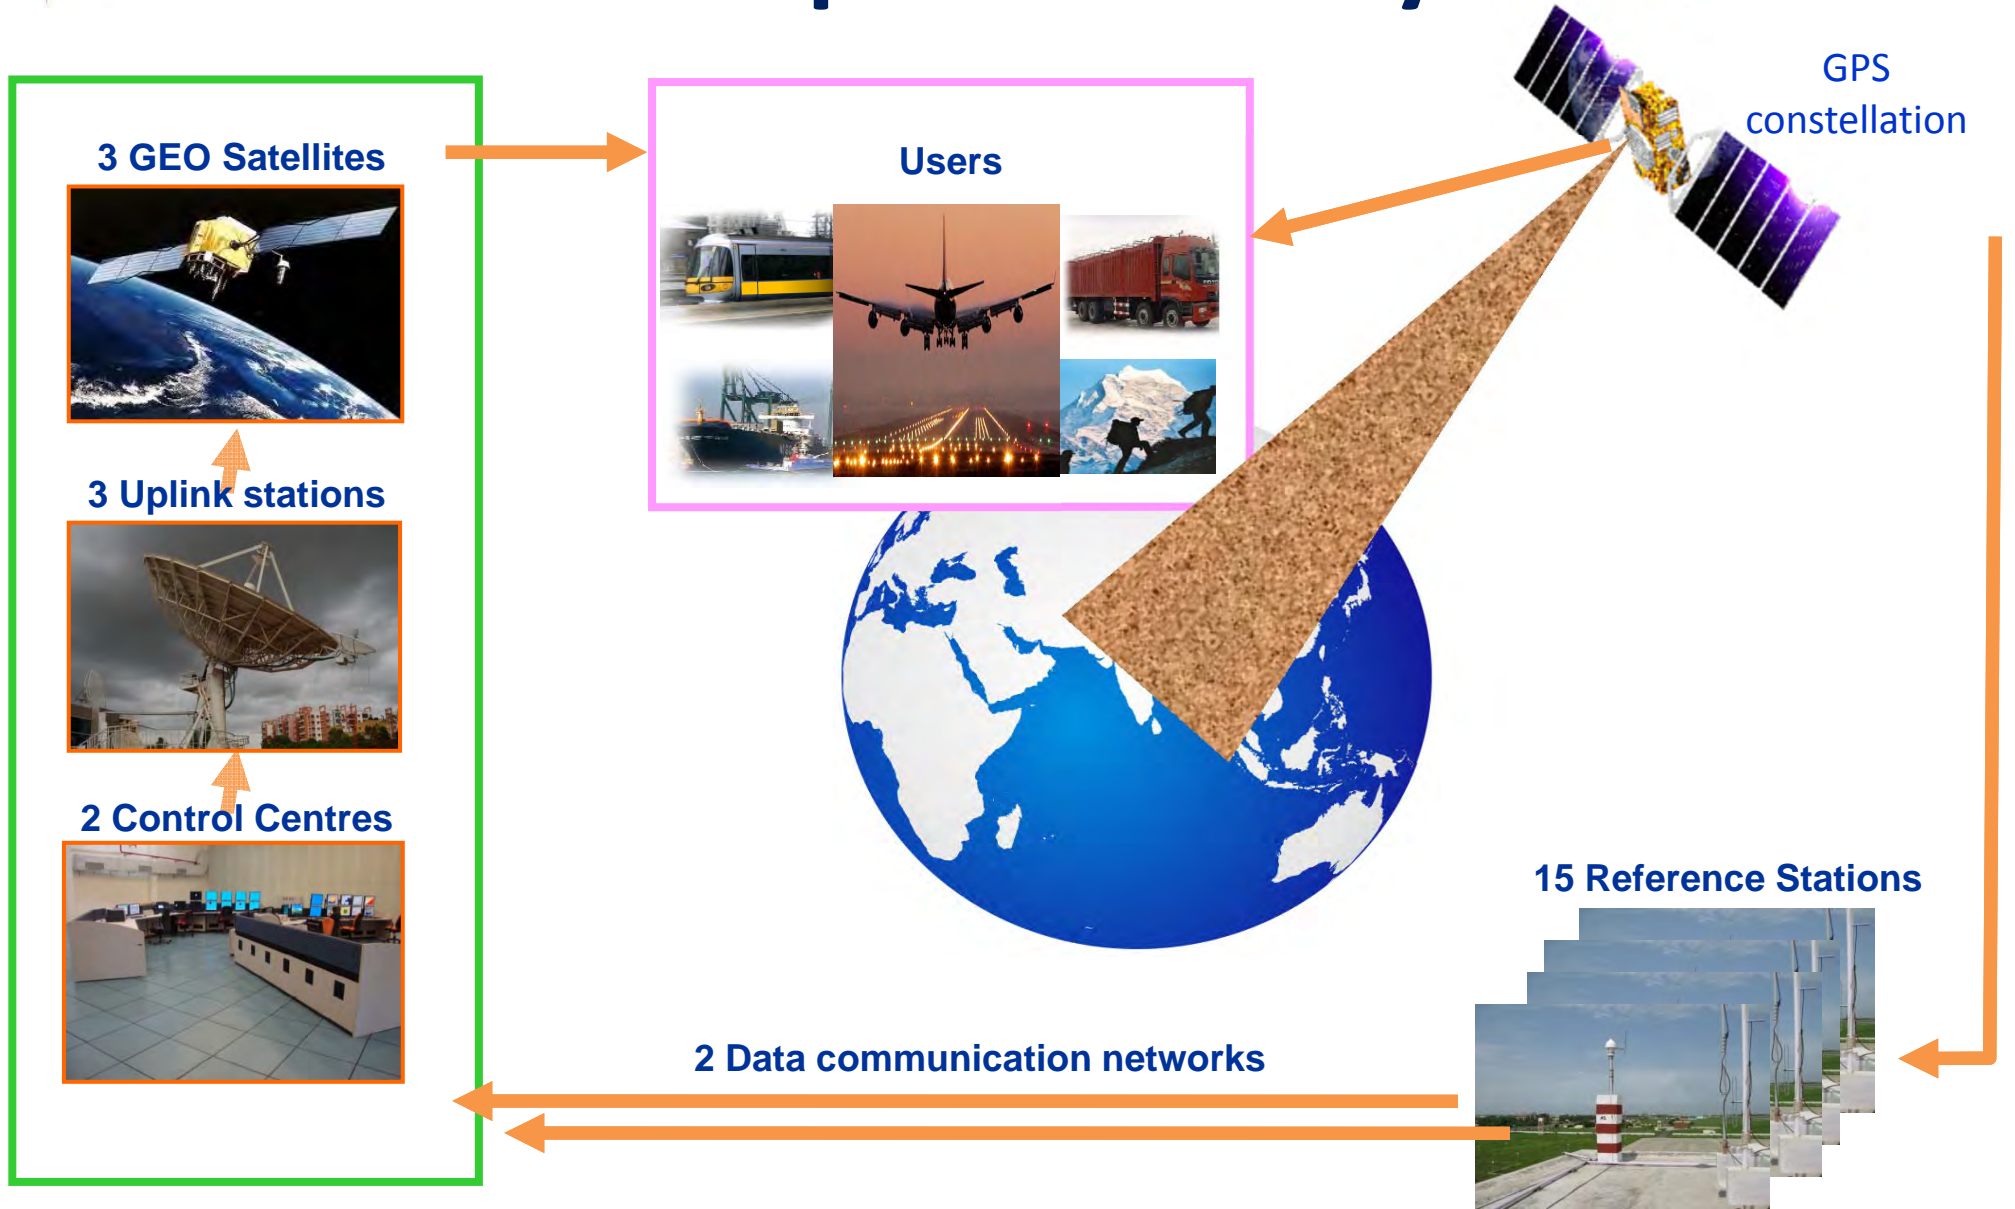 3 GEO Satellites
Users
GPS
constellation
3 Uplink stations
2 Control Centres
15 Reference Stations
2 Data communication networks